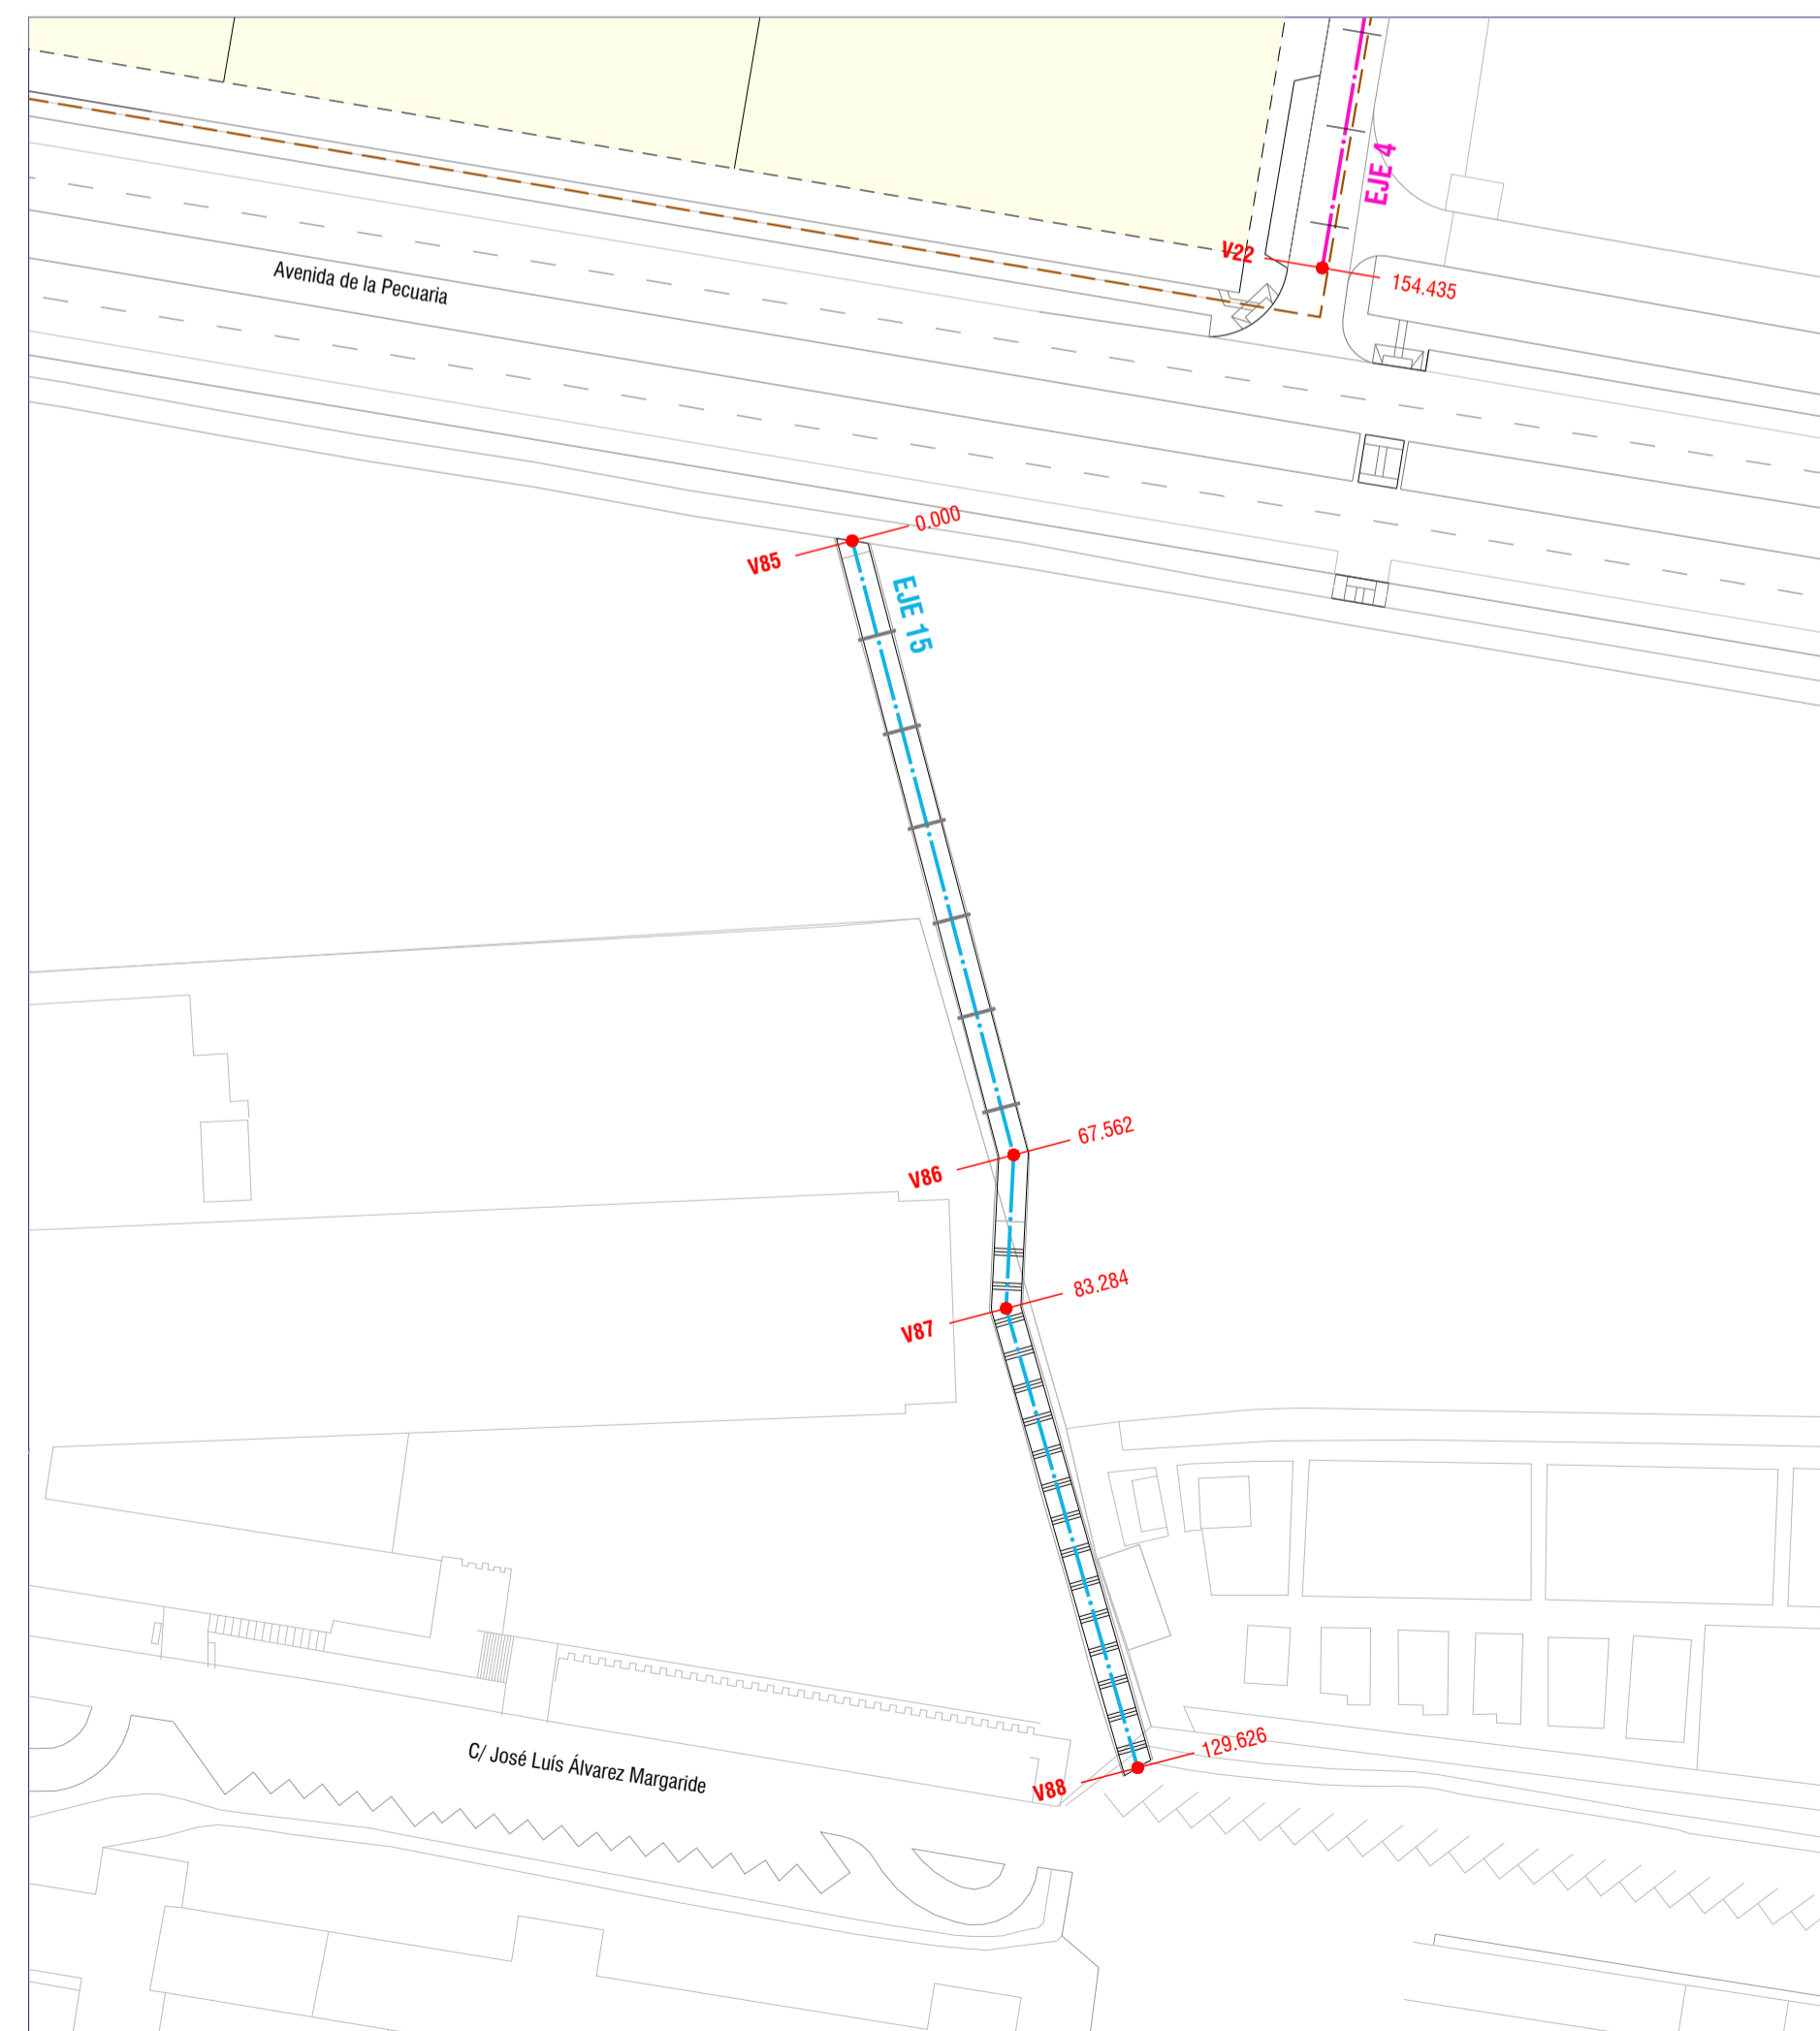 EJE 4
V22
154.435
Avenida de la Pecuaria
0.000
V85
EJE 15
67.562
V86
83.284
V87
129.626
V88
C/ José Luís Álvarez Margaride